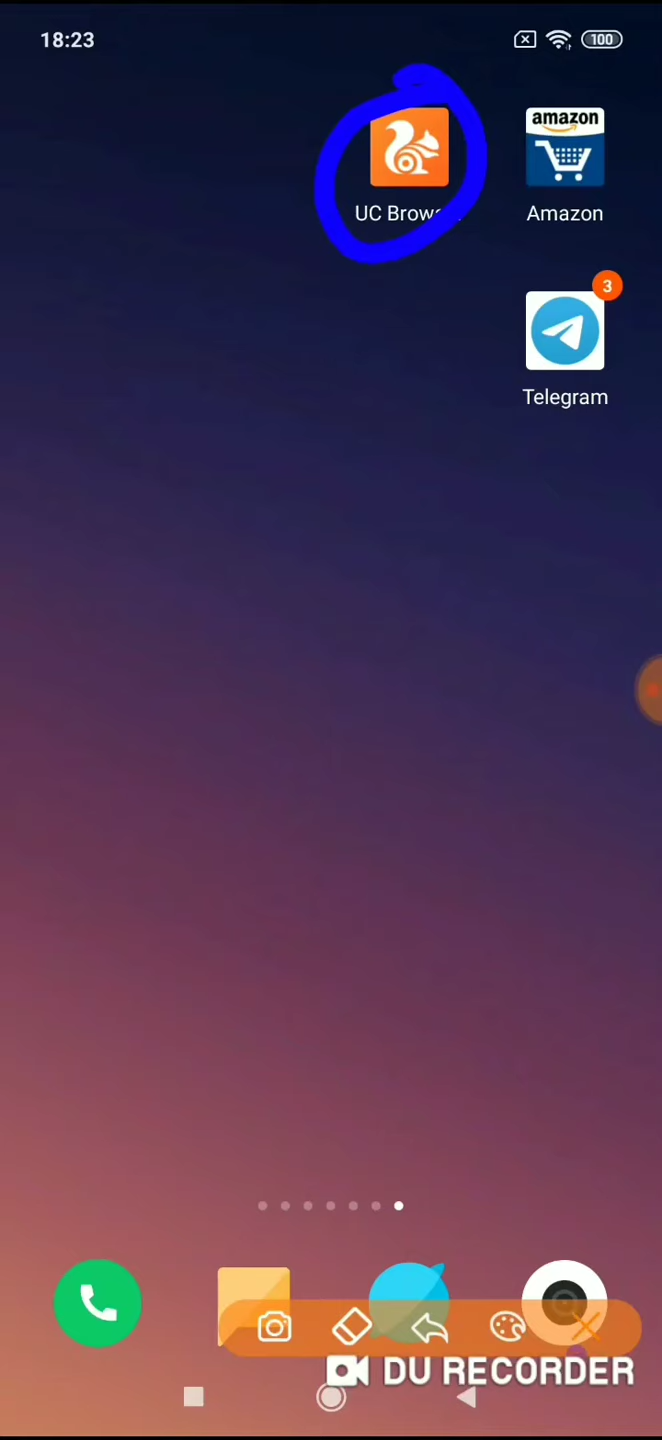 18:23
100
amazon
UC Brow
Amazon
3
Telegram
DU RECORDER